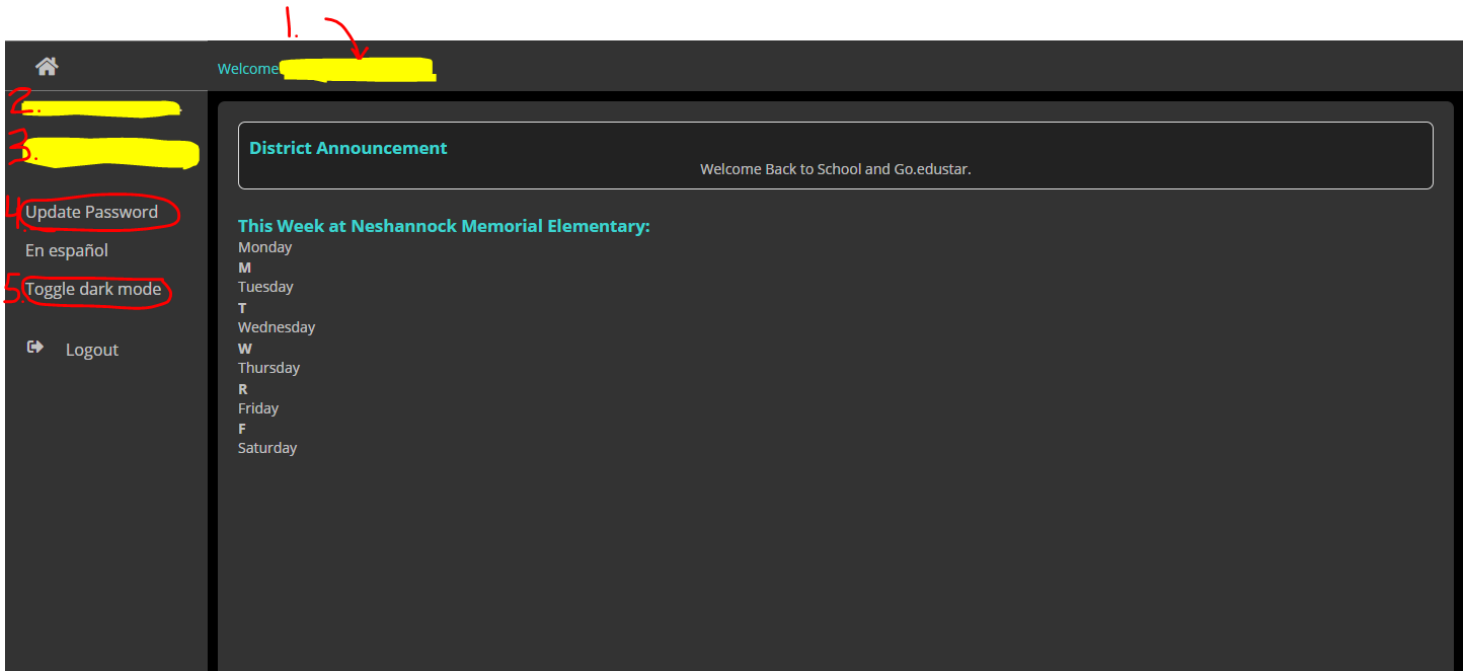 1.
Welcome
2.
3.
District Announcement
Welcome Back to School and Go.edustar.
4. Update Password
This Week at Neshannock Memorial Elementary:
En español
Monday
M
5. Toggle dark mode
Tuesday
T
Wednesday
W
Logout
Thursday
R
Friday
F
Saturday